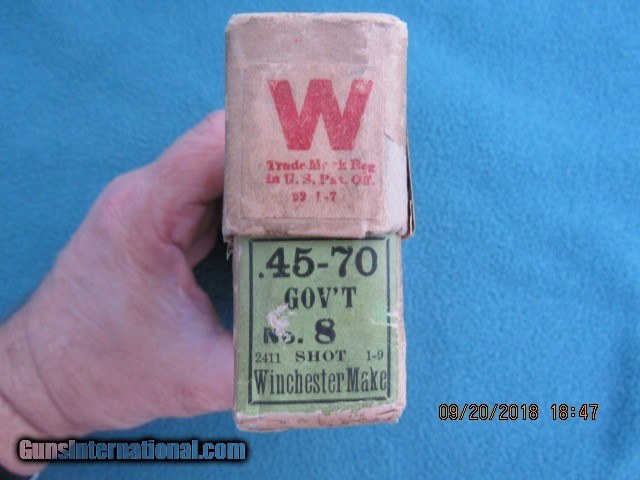 W
Trade Mark Reg
in U. S. Pat. Off.
.45-70
GOV'T
No. 8
2411 SHOT 1-9
Winchester Make
09/20/2018 18:47
GunsInternational.com